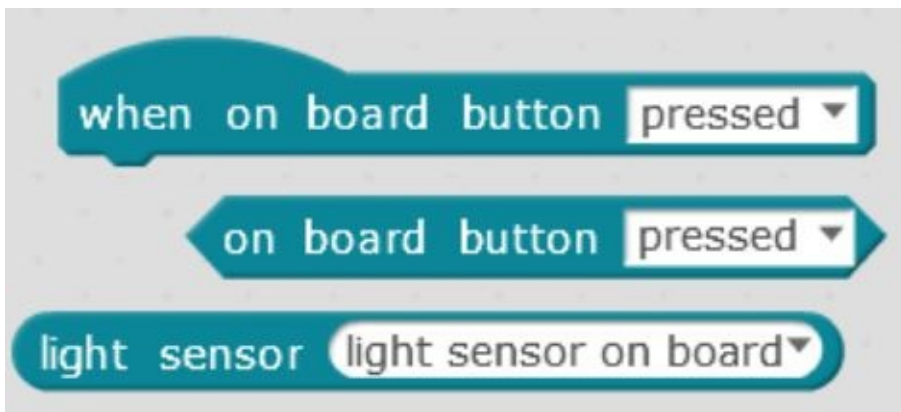 when on board button pressed
on board button pressed
light sensor light sensor on board